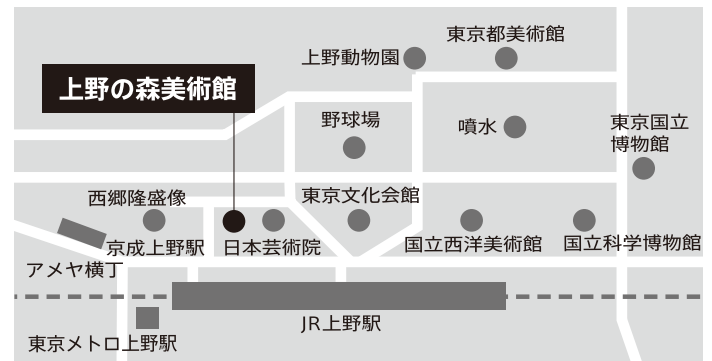 東京都美術館
上野動物園
上野の森美術館
野球場
噴水
東京国立
博物館
西郷隆盛像
東京文化会館
京成上野駅
日本芸術院
国立西洋美術館
国立科学博物館
アメヤ横丁
JR上野駅
東京メトロ上野駅